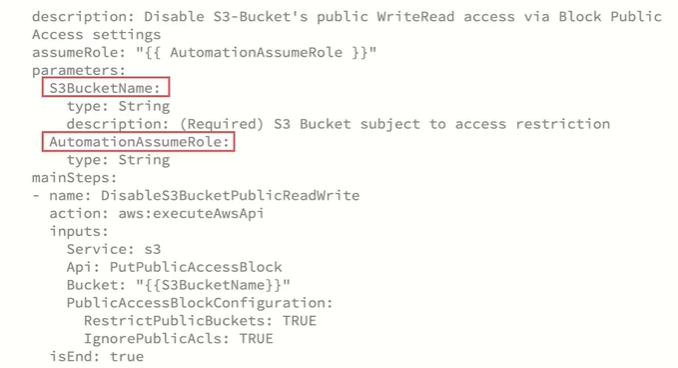 description: Disable S3-Bucket's public WriteRead access via Block Public
Access settings
assumeRole: "{{ AutomationAssumeRole }}"
parameters:
  S3BucketName:
    type: String
    description: (Required) S3 Bucket subject to access restriction
  AutomationAssumeRole:
    type: String
mainSteps:
- name: DisableS3BucketPublicReadWrite
  action: aws:executeAwsApi
  inputs:
    Service: s3
    Api: PutPublicAccessBlock
    Bucket: "{{S3BucketName}}"
    PublicAccessBlockConfiguration:
      RestrictPublicBuckets: TRUE
      IgnorePublicAcls: TRUE
  isEnd: true